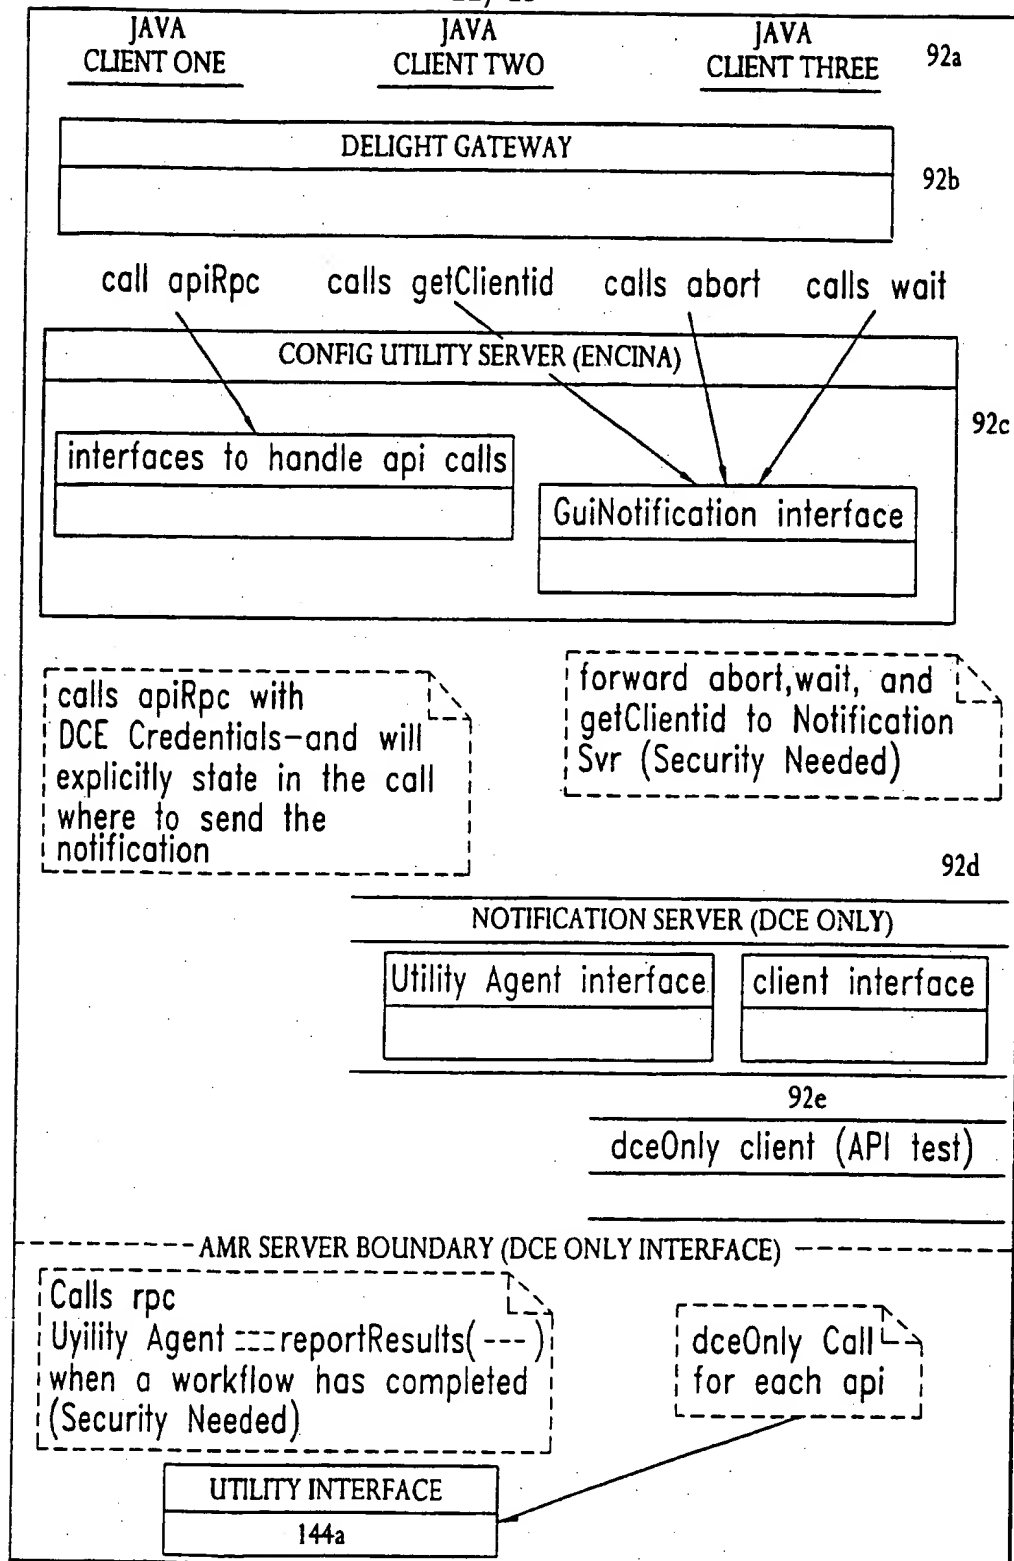 JAVA
CLIENT ONE
JAVA
CLIENT TWO
JAVA
CLIENT THREE
92a
DELIGHT GATEWAY
92b
call apiRpc
calls getClientid
calls abort
calls wait
CONFIG UTILITY SERVER (ENCINA)
92c
interfaces to handle api calls
GuiNotification interface
calls apiRpc with
DCE Credentials-and will
explicitly state in the call
where to send the
notification
forward abort,wait, and
getClientid to Notification
Svr (Security Needed)
92d
NOTIFICATION SERVER (DCE ONLY)
Utility Agent interface
client interface
92e
dceOnly client (API test)
AMR SERVER BOUNDARY (DCE ONLY INTERFACE)
Calls rpc
Uyility Agent :::reportResults( --- )
when a workflow has completed
(Security Needed)
dceOnly Call
for each api
UTILITY INTERFACE
144a